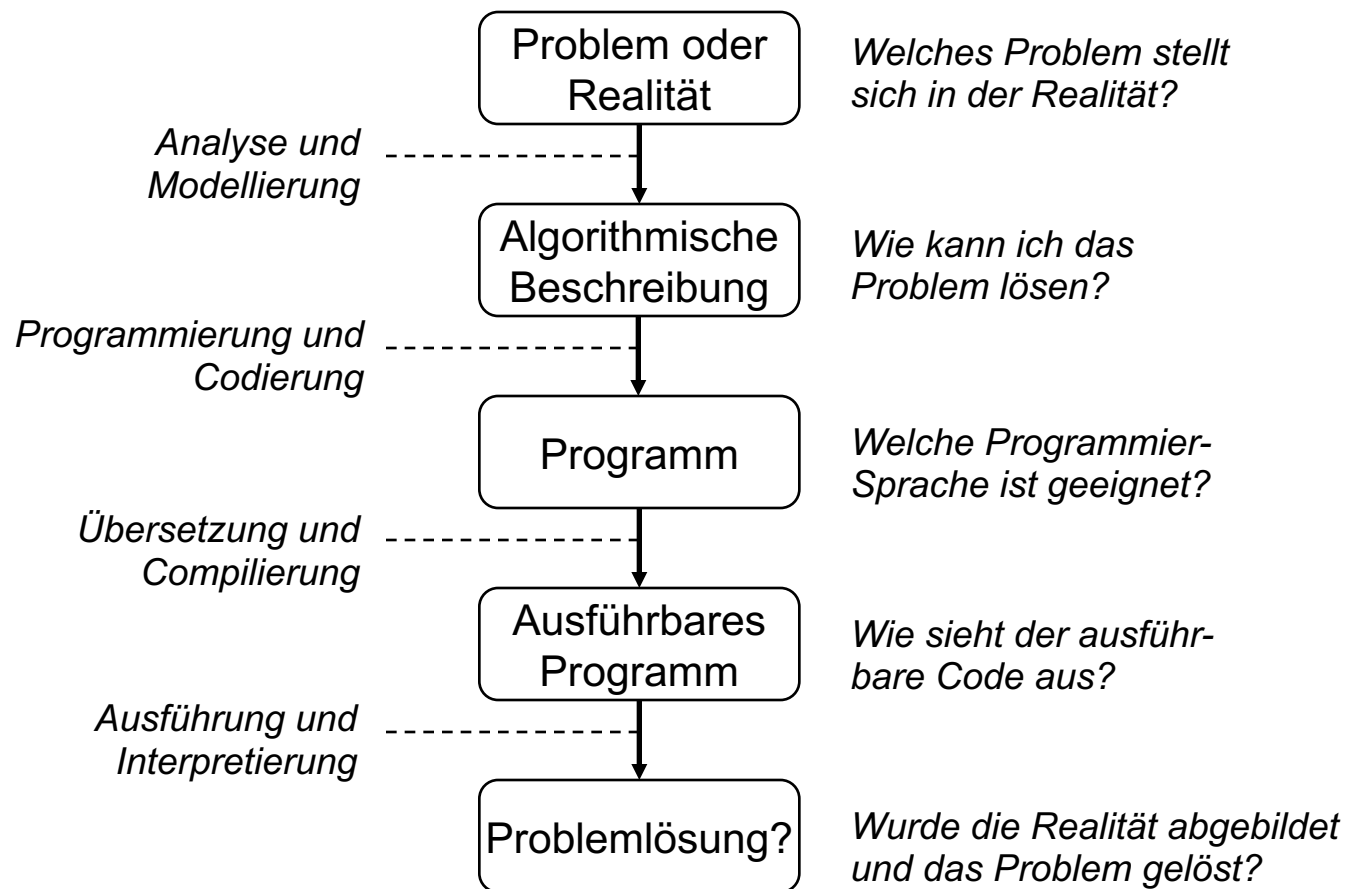 Problem oder
Realität
Welches Problem stellt
sich in der Realität?
Analyse und
Modellierung
Algorithmische
Beschreibung
Wie kann ich das
Problem lösen?
Programmierung und
Codierung
Programm
Welche Programmier-
Sprache ist geeignet?
Übersetzung und
Compilierung
Ausführbares
Programm
Wie sieht der ausführ-
bare Code aus?
Ausführung und
Interpretierung
Problemlösung?
Wurde die Realität abgebildet
und das Problem gelöst?